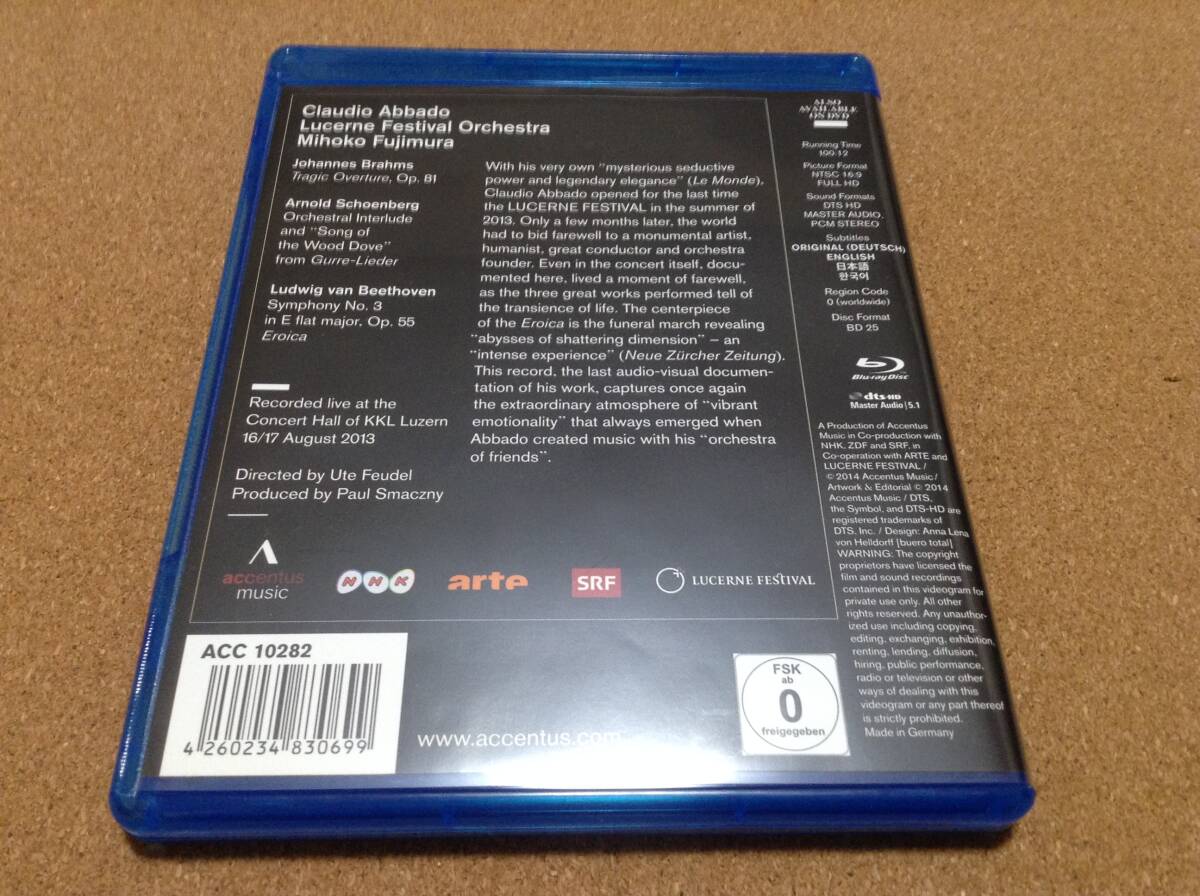 Claudio Abbado
Lucerne Festival Orchestra
Mihoko Fujimura
Johannes Brahms
Tragic Overture, Op. 81
Arnold Schoenberg
Orchestral Interlude
and "Song of
the Wood Dove"
from Gurre-Lieder
Ludwig van Beethoven
Symphony No. 3
in E flat major, Op. 55
Eroica
Recorded live at the
Concert Hall of KKL Luzern
16/17 August 2013
Directed by Ute Feudel
Produced by Paul Smaczny
With his very own "mysterious seductive
power and legendary elegance" (Le Monde),
Claudio Abbado opened for the last time
the LUCERNE FESTIVAL in the summer of
2013. Only a few months later, the world
had to bid farewell to a monumental artist,
humanist, great conductor and orchestra
founder. Even in the concert itself, docu-
mented here, lived a moment of farewell,
as the three great works performed tell of
the transience of life. The centerpiece
of the Eroica is the funeral march revealing
"abysses of shattering dimension" – an
"intense experience" (Neue Zürcher Zeitung).
This record, the last audio-visual documen-
tation of his work, captures once again
the extraordinary atmosphere of "vibrant
emotionality" that always emerged when
Abbado created music with his "orchestra
of friends".
accentus
music
NHK
arte
SRF
LUCERNE FESTIVAL
ACC 10282
4 260234 830699
www.accentus.com
FSK
ab
0
freigegeben
ALSO
AVAILABLE
ON DVD
Running Time
100:12
Picture Format
NTSC 16:9
FULL HD
Sound Formats
DTS HD
MASTER AUDIO,
PCM STEREO
Subtitles
ORIGINAL (DEUTSCH)
ENGLISH
日本語
한국어
Region Code
0 (worldwide)
Disc Format
BD 25
Blu-ray Disc
dts-HD
Master Audio | 5.1
A Production of Accentus
Music in Co-production with
NHK, ZDF and SRF, in
Co-operation with ARTE and
LUCERNE FESTIVAL /
© 2014 Accentus Music /
Artwork & Editorial © 2014
Accentus Music / DTS,
the Symbol, and DTS-HD are
registered trademarks of
DTS, Inc. / Design: Anna Lena
von Helldorff [buero total]
WARNING: The copyright
proprietors have licensed the
film and sound recordings
contained in this videogram for
private use only. All other
rights reserved. Any unauthor-
ized use including copying,
editing, exchanging, exhibition,
renting, lending, diffusion,
hiring, public performance,
radio or television or other
ways of dealing with this
videogram or any part thereof
is strictly prohibited.
Made in Germany